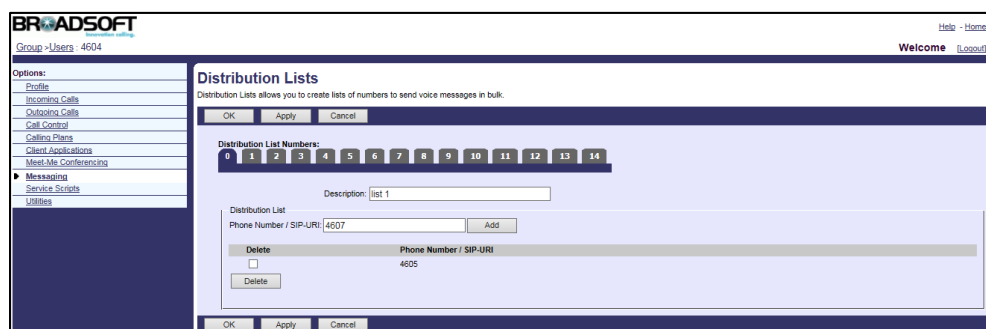 BROADSOFT
innovation calling.
Help - Home
Group >Users : 4604
Welcome [Logout]
Options:
Profile
Incoming Calls
Outgoing Calls
Call Control
Calling Plans
Client Applications
Meet-Me Conferencing
Messaging
Service Scripts
Utilities
Distribution Lists
Distribution Lists allows you to create lists of numbers to send voice messages in bulk.
OK Apply Cancel
Distribution List Numbers:
0 1 2 3 4 5 6 7 8 9 10 11 12 13 14
Description: list 1
Distribution List
Phone Number / SIP-URI: 4607 Add
Delete Phone Number / SIP-URI
4605
Delete
OK Apply Cancel